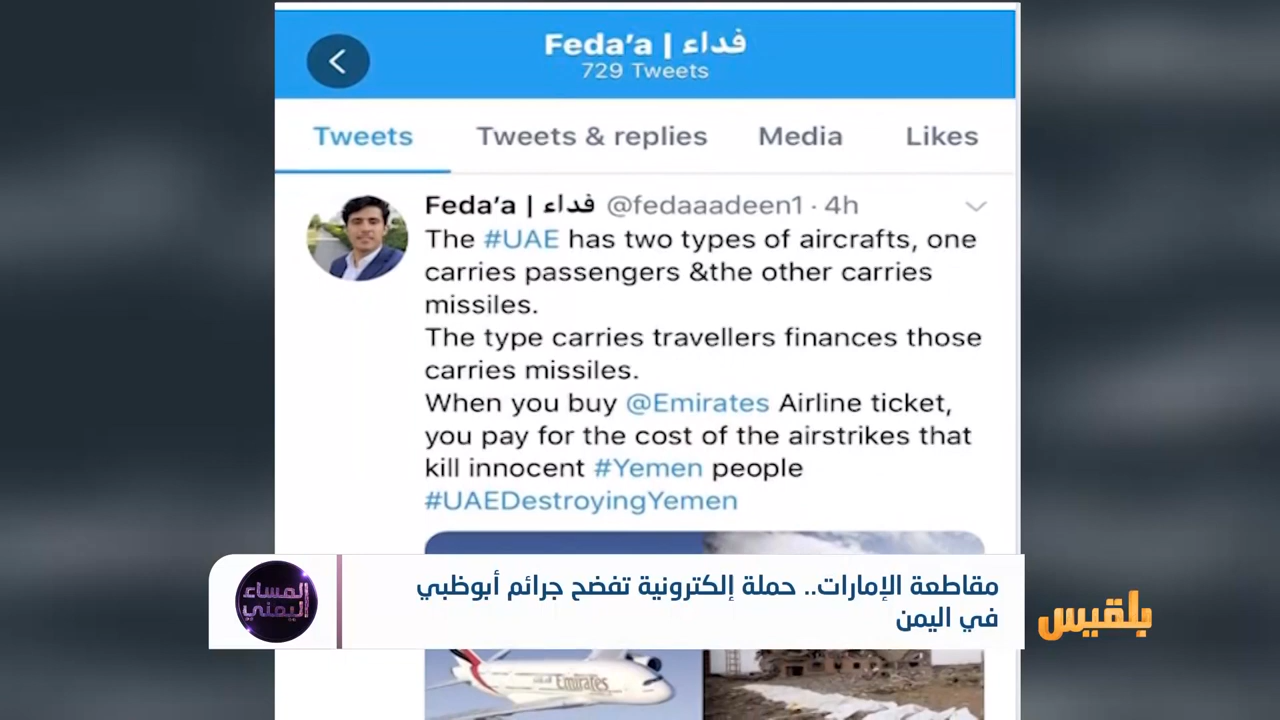 Feda’a | فداء
729 Tweets
Tweets Tweets & replies Media Likes
Feda’a | فداء @fedaaadeen1 · 4h
The #UAE has two types of aircrafts, one
carries passengers &the other carries
missiles.
The type carries travellers finances those
carries missiles.
When you buy @Emirates Airline ticket,
you pay for the cost of the airstrikes that
kill innocent #Yemen people
#UAEDestroyingYemen
مقاطعة الإمارات.. حملة إلكترونية تفضح جرائم أبوظبي
في اليمن
المساء
اليمني
بلقيس
Emirates